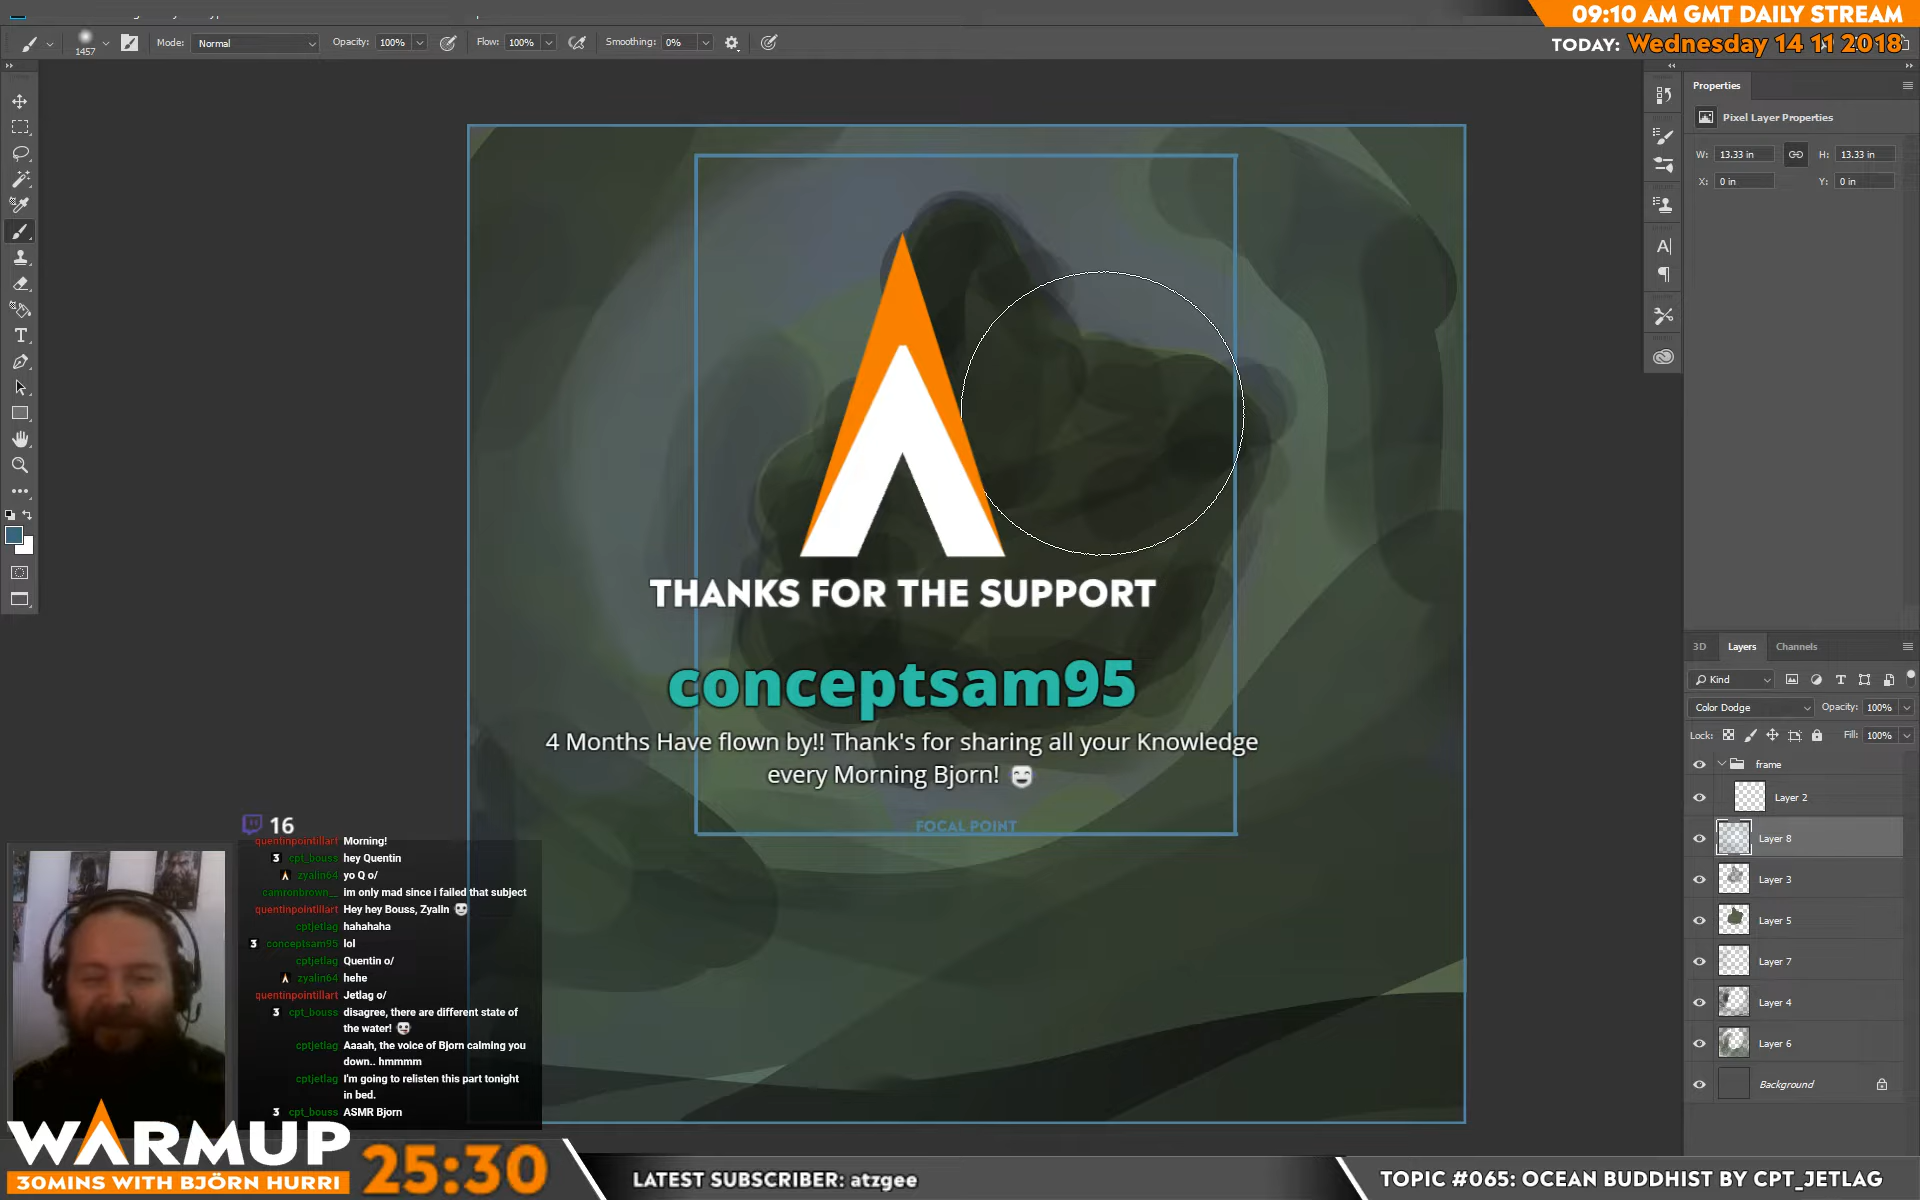 09:10 AM GMT DAILY STREAM
TODAY: Wednesday 14 11 2018
1457
Mode: Normal
Opacity: 100%
Flow: 100%
Smoothing: 0%
Properties
Pixel Layer Properties
W: 13.33 in
H: 13.33 in
X: 0 in
Y: 0 in
THANKS FOR THE SUPPORT
conceptsam95
4 Months Have flown by!! Thank's for sharing all your Knowledge
every Morning Bjorn!
FOCAL POINT
3D Layers Channels
Kind
Color Dodge Opacity: 100%
Lock: Fill: 100%
frame
Layer 2
Layer 8
Layer 3
Layer 5
Layer 7
Layer 4
Layer 6
Background
16
quentinpointillart Morning!
3 cpt_bouss hey Quentin
zyalin64 yo Q o/
camronbrown_ im only mad since i failed that subject
quentinpointillart Hey hey Bouss, Zyalin
cptjetlag hahahaha
3 conceptsam95 lol
cptjetlag Quentin o/
zyalin64 hehe
quentinpointillart Jetlag o/
3 cpt_bouss disagree, there are different state of
the water!
cptjetlag Aaaah, the voice of Bjorn calming you
down.. hmmmm
cptjetlag I'm going to relisten this part tonight
in bed.
3 cpt_bouss ASMR Bjorn
WARMUP
30MINS WITH BJÖRN HURRI
25:30
LATEST SUBSCRIBER: atzgee
TOPIC #065: OCEAN BUDDHIST BY CPT_JETLAG